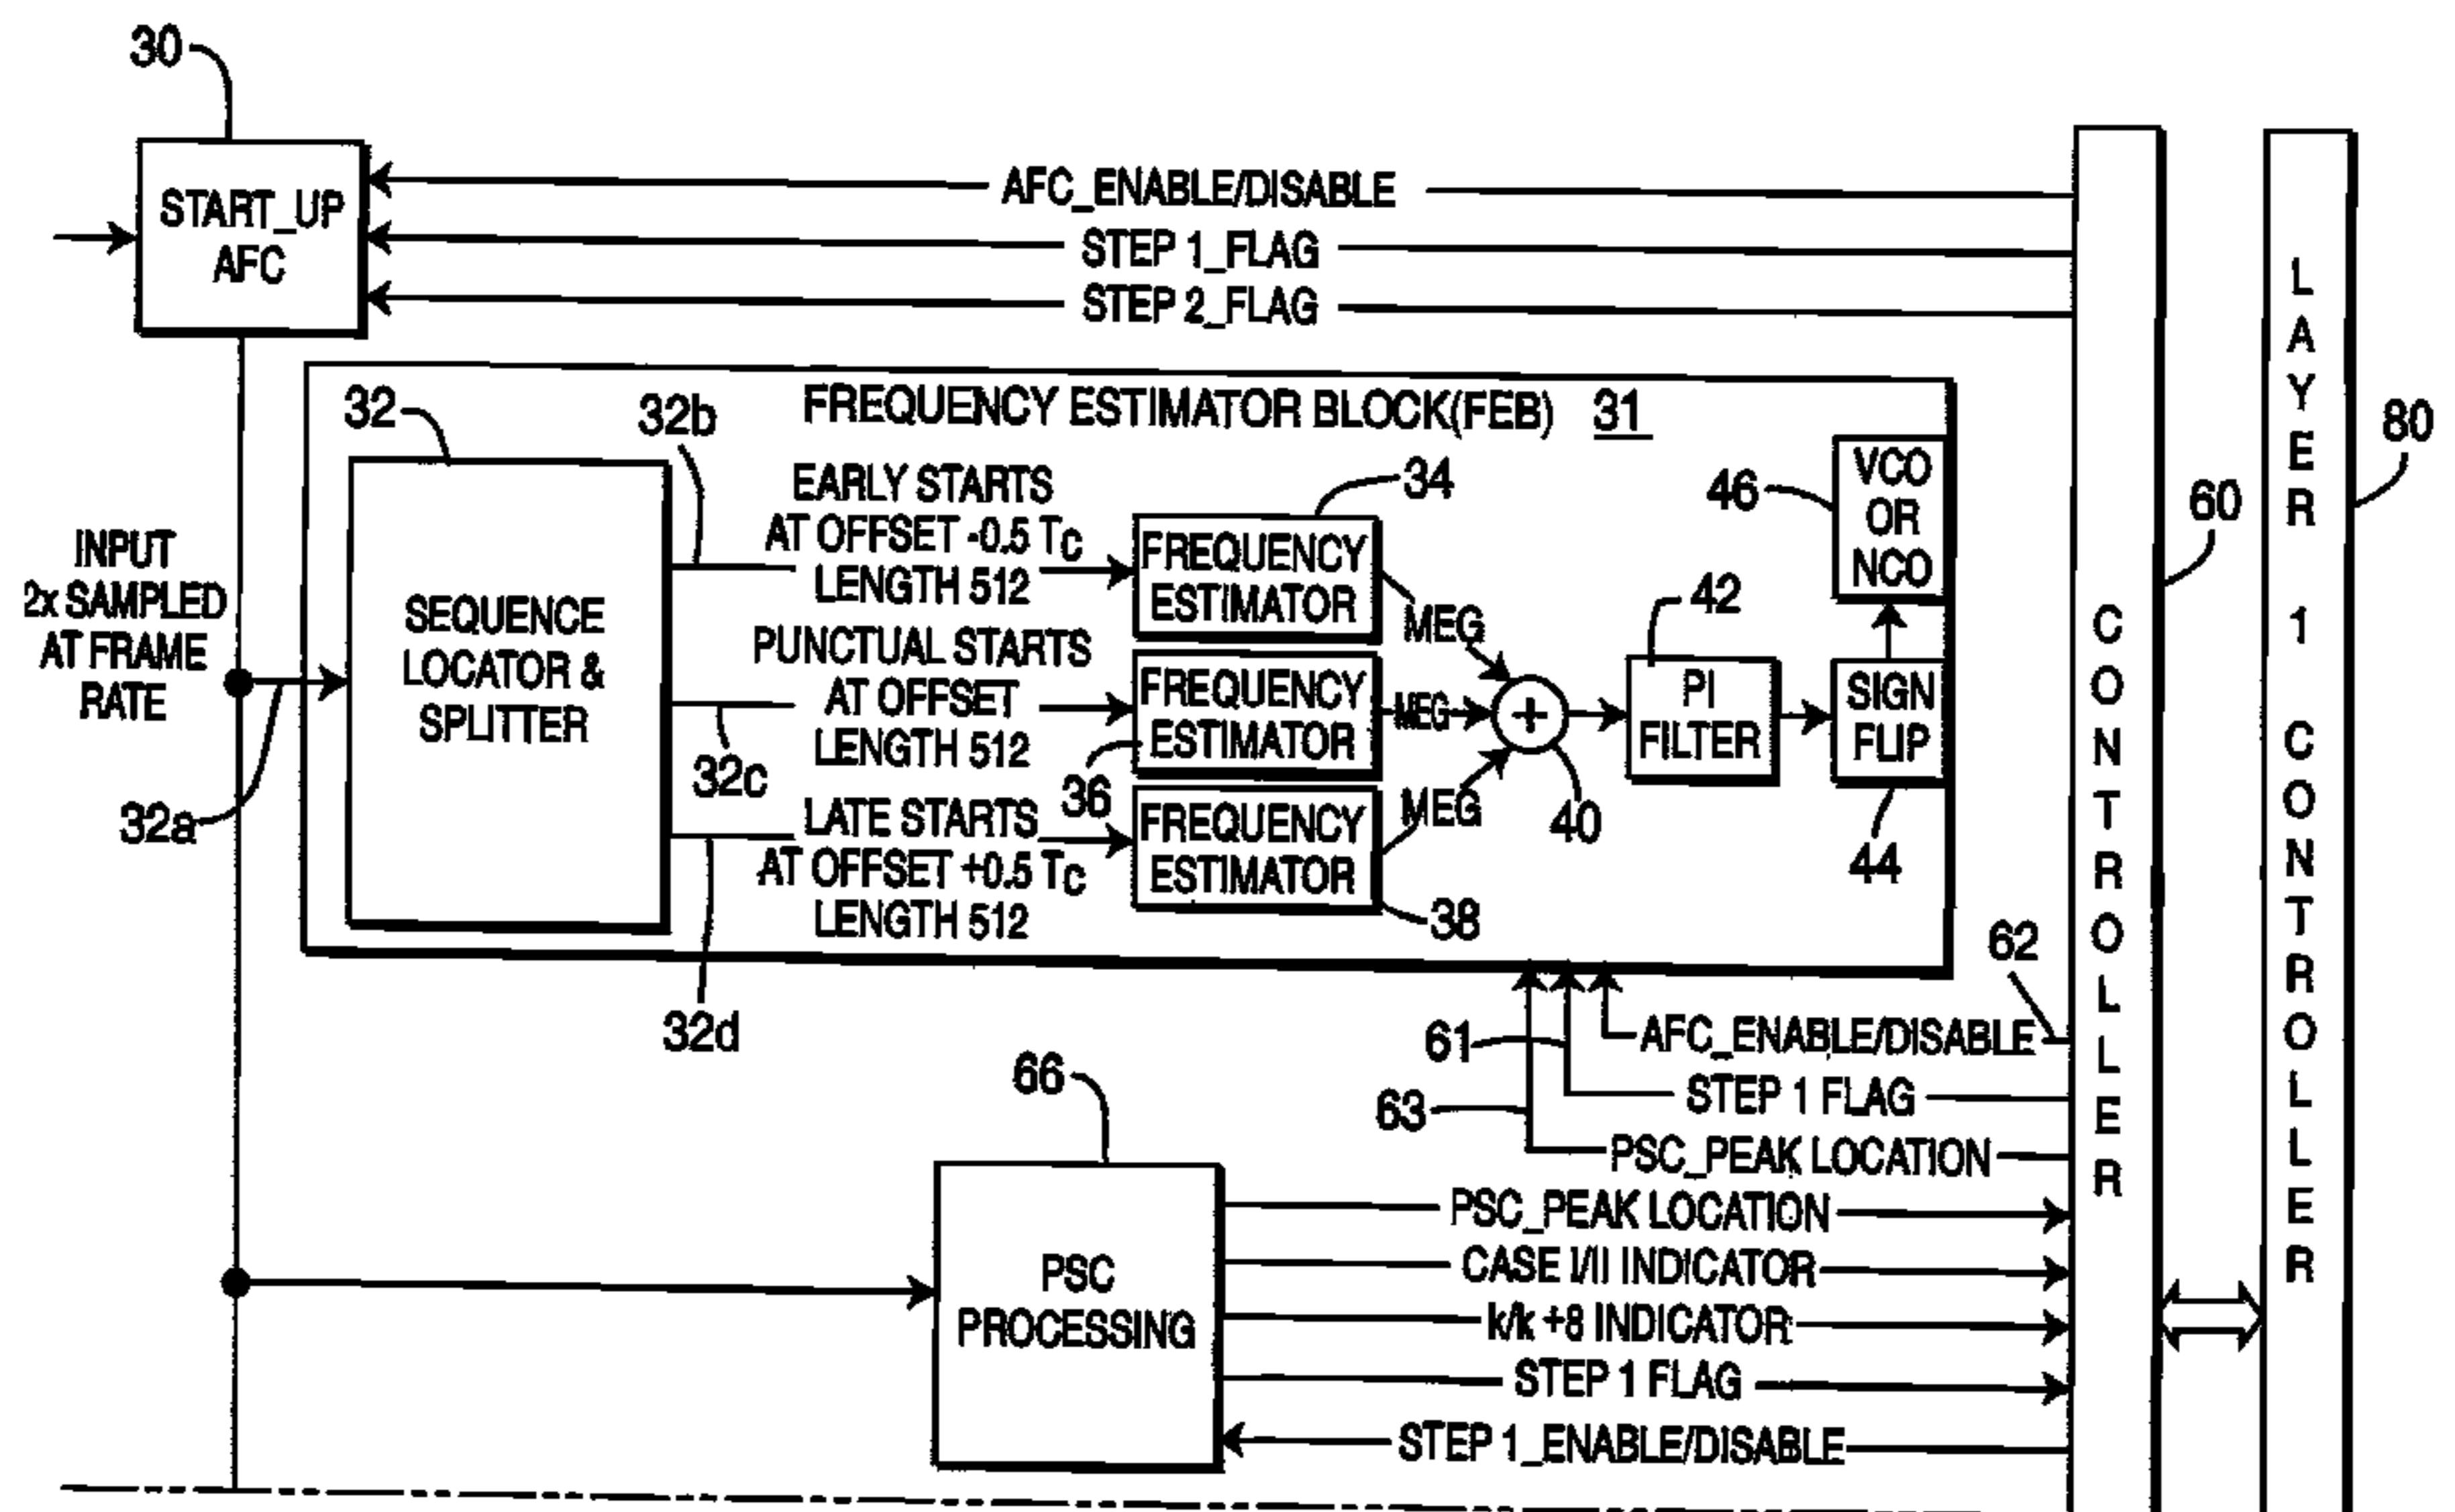 30
START_UP
AFC
AFC_ENABLE/DISABLE
STEP 1_FLAG
STEP 2_FLAG
FREQUENCY ESTIMATOR BLOCK(FEB) 31
32
32b
INPUT
2x SAMPLED
AT FRAME
RATE
32a
SEQUENCE
LOCATOR &
SPLITTER
EARLY STARTS
AT OFFSET -0.5 TC
LENGTH 512
PUNCTUAL STARTS
AT OFFSET
LENGTH 512
32c
LATE STARTS
AT OFFSET +0.5 TC
LENGTH 512
32d
34
FREQUENCY
ESTIMATOR
36
FREQUENCY
ESTIMATOR
FREQUENCY
ESTIMATOR
38
MEG
MEG
MEG
+
40
42
PI
FILTER
SIGN
FLIP
44
46
VCO
OR
NCO
60
CONTROLLER
80
LAYER 1 CONTROLLER
62
AFC_ENABLE/DISABLE
61
STEP 1 FLAG
63
PSC_PEAK LOCATION
66
PSC
PROCESSING
PSC_PEAK LOCATION
CASE I/II INDICATOR
k/k +8 INDICATOR
STEP 1 FLAG
STEP 1_ENABLE/DISABLE